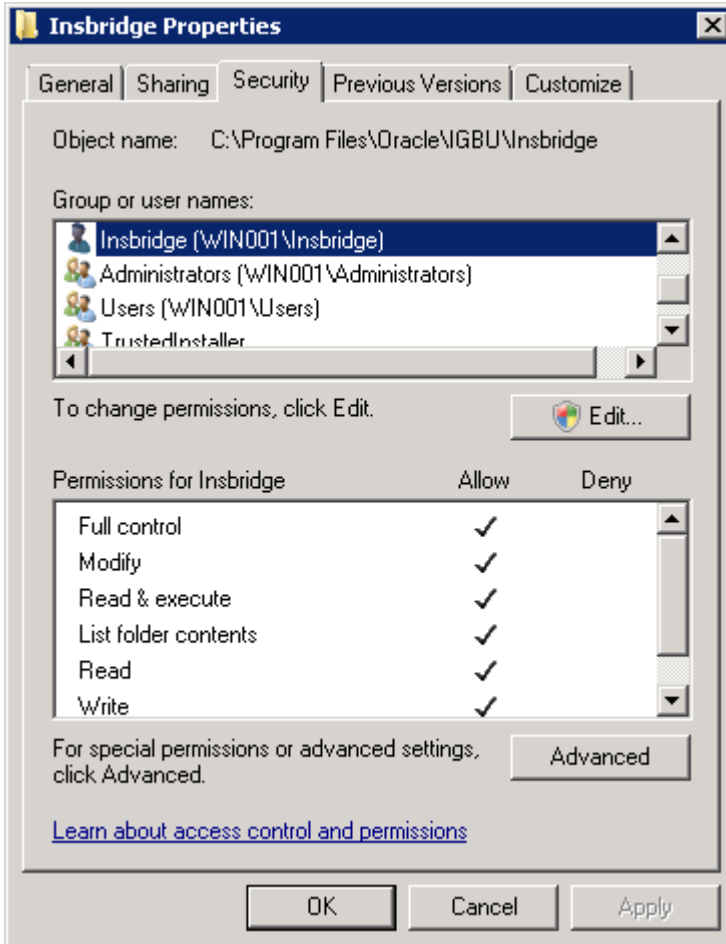 Insbridge Properties
General
Sharing
Security
Previous Versions
Customize
Object name: C:\Program Files\Oracle\IGBU\Insbridge
Group or user names:
Insbridge (WIN001\Insbridge)
Administrators (WIN001\Administrators)
Users (WIN001\Users)
TrustedInstaller
To change permissions, click Edit.
Edit...
Permissions for Insbridge Allow Deny
Full control
Modify
Read & execute
List folder contents
Read
Write
For special permissions or advanced settings,
click Advanced.
Advanced
Learn about access control and permissions
OK
Cancel
Apply